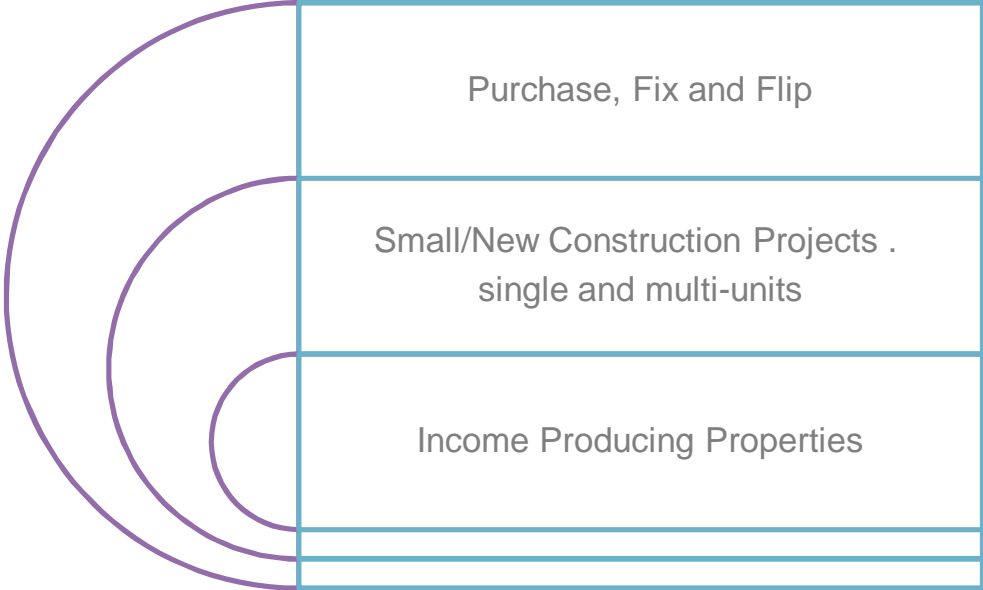 Purchase, Fix and Flip
Small/New Construction Projects .
single and multi-units
Income Producing Properties